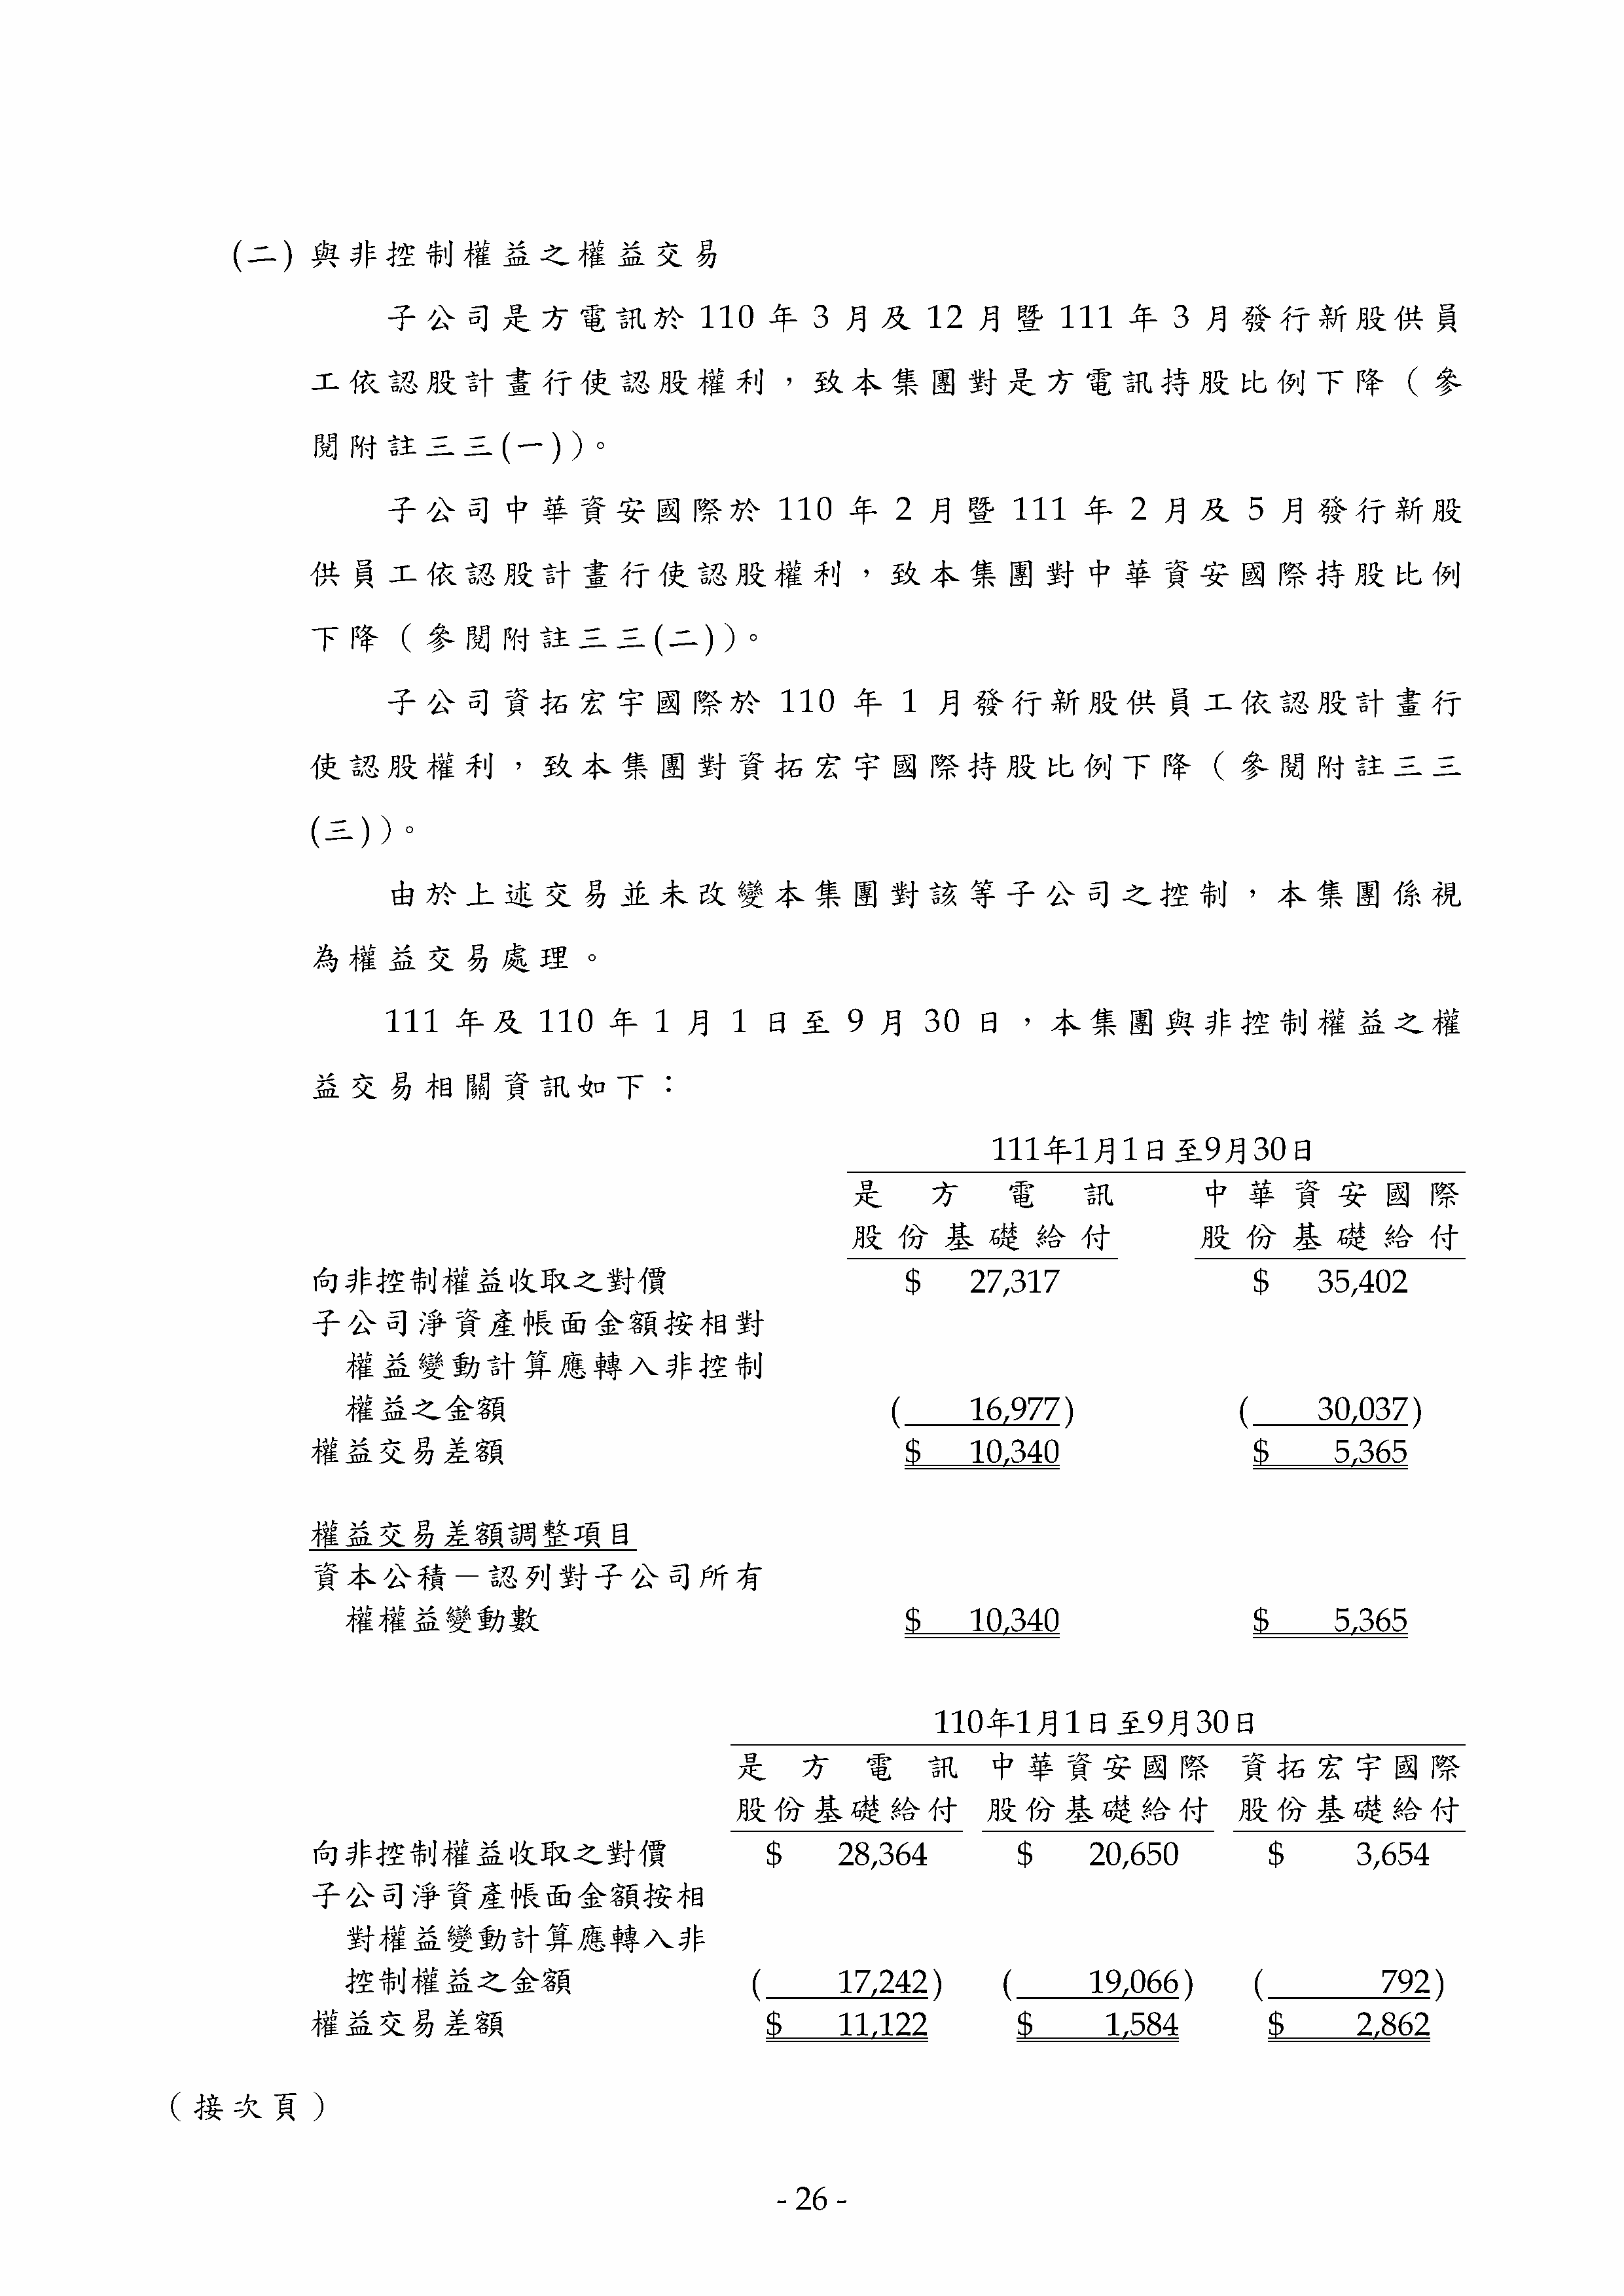 (二) 與非控制權益之權益交易
子公司是方電訊於 110 年 3 月及 12 月暨 111 年 3 月發行新股供員
工依認股計畫行使認股權利，致本集團對是方電訊持股比例下降（參
閱附註三三(一)）。
子公司中華資安國際於 110 年 2 月暨 111 年 2 月及 5 月發行新股
供員工依認股計畫行使認股權利，致本集團對中華資安國際持股比例
下降（參閱附註三三(二)）。
子公司資拓宏宇國際於 110 年 1 月發行新股供員工依認股計畫行
使認股權利，致本集團對資拓宏宇國際持股比例下降（參閱附註三三
(三)）。
由於上述交易並未改變本集團對該等子公司之控制，本集團係視
為權益交易處理。
111 年及 110 年 1 月 1 日至 9 月 30 日，本集團與非控制權益之權
益交易相關資訊如下：
111年1月1日至9月30日
是方電訊 中華資安國際
股份基礎給付 股份基礎給付
向非控制權益收取之對價 $ 27,317 $ 35,402
子公司淨資產帳面金額按相對
權益變動計算應轉入非控制
權益之金額 ( 16,977) ( 30,037)
權益交易差額 $ 10,340 $ 5,365
權益交易差額調整項目
資本公積－認列對子公司所有
權權益變動數 $ 10,340 $ 5,365
110年1月1日至9月30日
是方電訊 中華資安國際 資拓宏宇國際
股份基礎給付 股份基礎給付 股份基礎給付
向非控制權益收取之對價 $ 28,364 $ 20,650 $ 3,654
子公司淨資產帳面金額按相
對權益變動計算應轉入非
控制權益之金額 ( 17,242) ( 19,066) ( 792)
權益交易差額 $ 11,122 $ 1,584 $ 2,862
（接次頁）
- 26 -